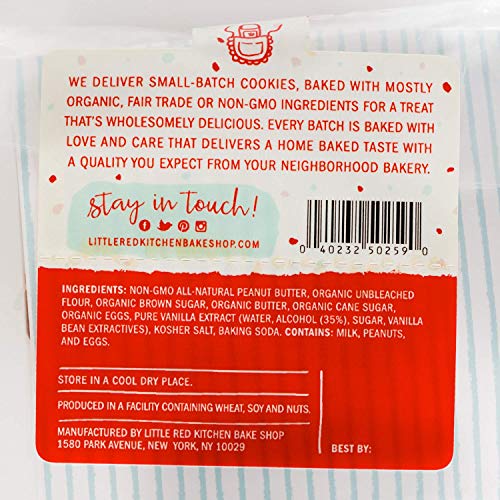 WE DELIVER SMALL-BATCH COOKIES, BAKED WITH MOSTLY
ORGANIC, FAIR TRADE OR NON-GMO INGREDIENTS FOR A TREAT
THAT'S WHOLESOMELY DELICIOUS. EVERY BATCH IS BAKED WITH
LOVE AND CARE THAT DELIVERS A HOME BAKED TASTE WITH
A QUALITY YOU EXPECT FROM YOUR NEIGHBORHOOD BAKERY.
stay in touch!
LITTLEREDKITCHENBAKESHOP.COM
0 40232 50259 0
INGREDIENTS: NON-GMO ALL-NATURAL PEANUT BUTTER, ORGANIC UNBLEACHED
FLOUR, ORGANIC BROWN SUGAR, ORGANIC BUTTER, ORGANIC CANE SUGAR,
ORGANIC EGGS, PURE VANILLA EXTRACT (WATER, ALCOHOL (35%), SUGAR, VANILLA
BEAN EXTRACTIVES), KOSHER SALT, BAKING SODA. CONTAINS: MILK, PEANUTS,
AND EGGS.
STORE IN A COOL DRY PLACE.
PRODUCED IN A FACILITY CONTAINING WHEAT, SOY AND NUTS.
MANUFACTURED BY LITTLE RED KITCHEN BAKE SHOP
1580 PARK AVENUE, NEW YORK, NY 10029
BEST BY: